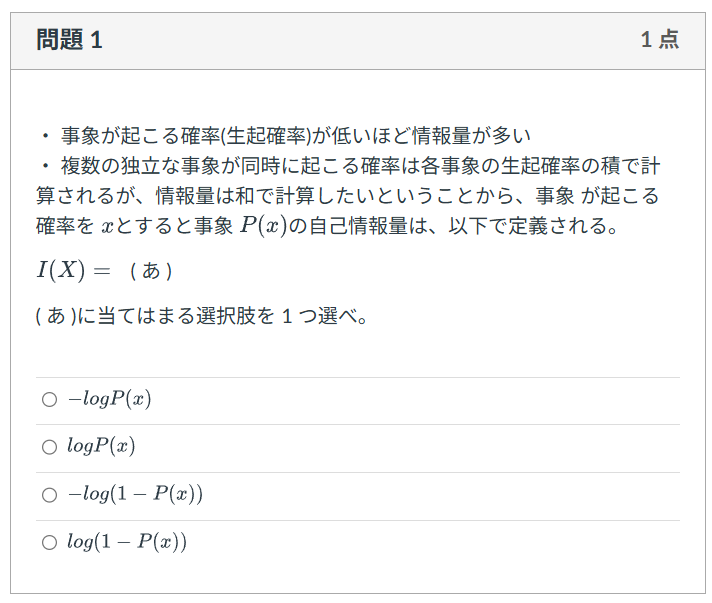 問題 1
1 点
・ 事象が起こる確率(生起確率)が低いほど情報量が多い
・ 複数の独立な事象が同時に起こる確率は各事象の生起確率の積で計
算されるが、情報量は和で計算したいということから、事象 が起こる
確率を xとすると事象 P(x)の自己情報量は、以下で定義される。
I(X) = ( あ )
( あ )に当てはまる選択肢を 1 つ選べ。
−logP(x)
logP(x)
−log(1 − P(x))
log(1 − P(x))